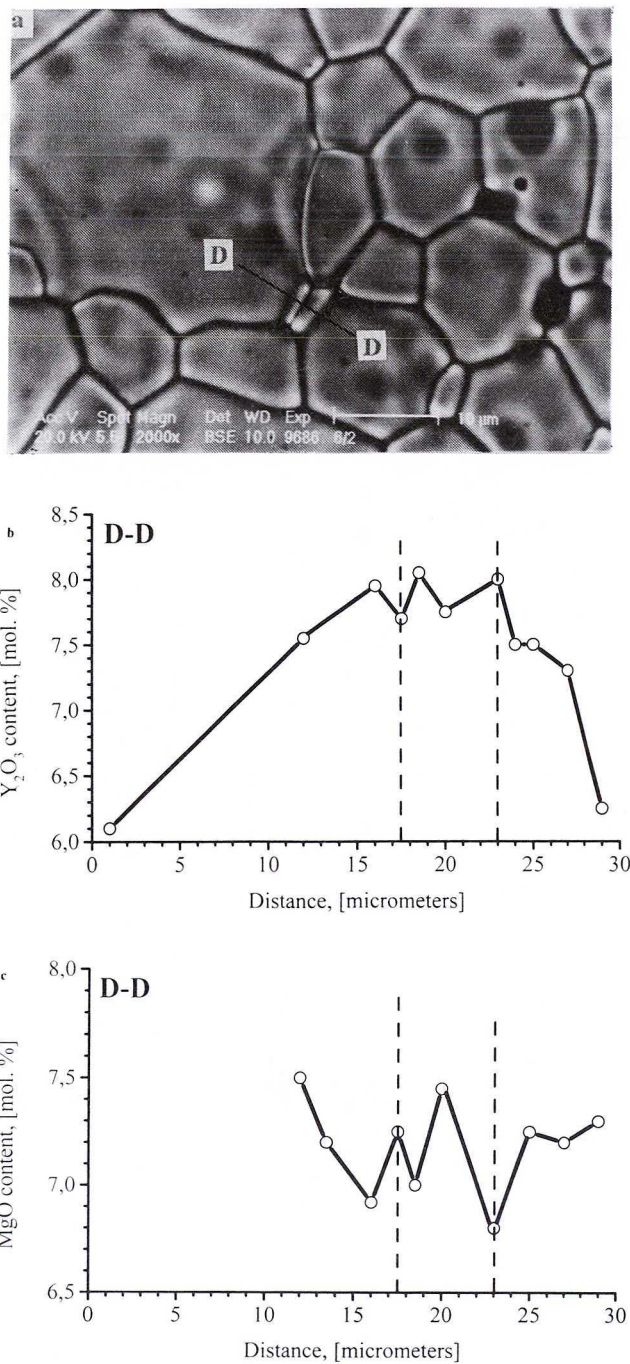 a
D
D
Acc.V Spot Magn Det WD Exp 10 µm
20.0 kV 5.6 2000x BSE 10.0 9686 6/2
b
D-D
8,5
8,0
7,5
7,0
6,5
6,0
Y₂O₃ content, [mol. %]
0 5 10 15 20 25 30
Distance, [micrometers]
c
D-D
8,0
7,5
7,0
6,5
MgO content, [mol. %]
0 5 10 15 20 25 30
Distance, [micrometers]